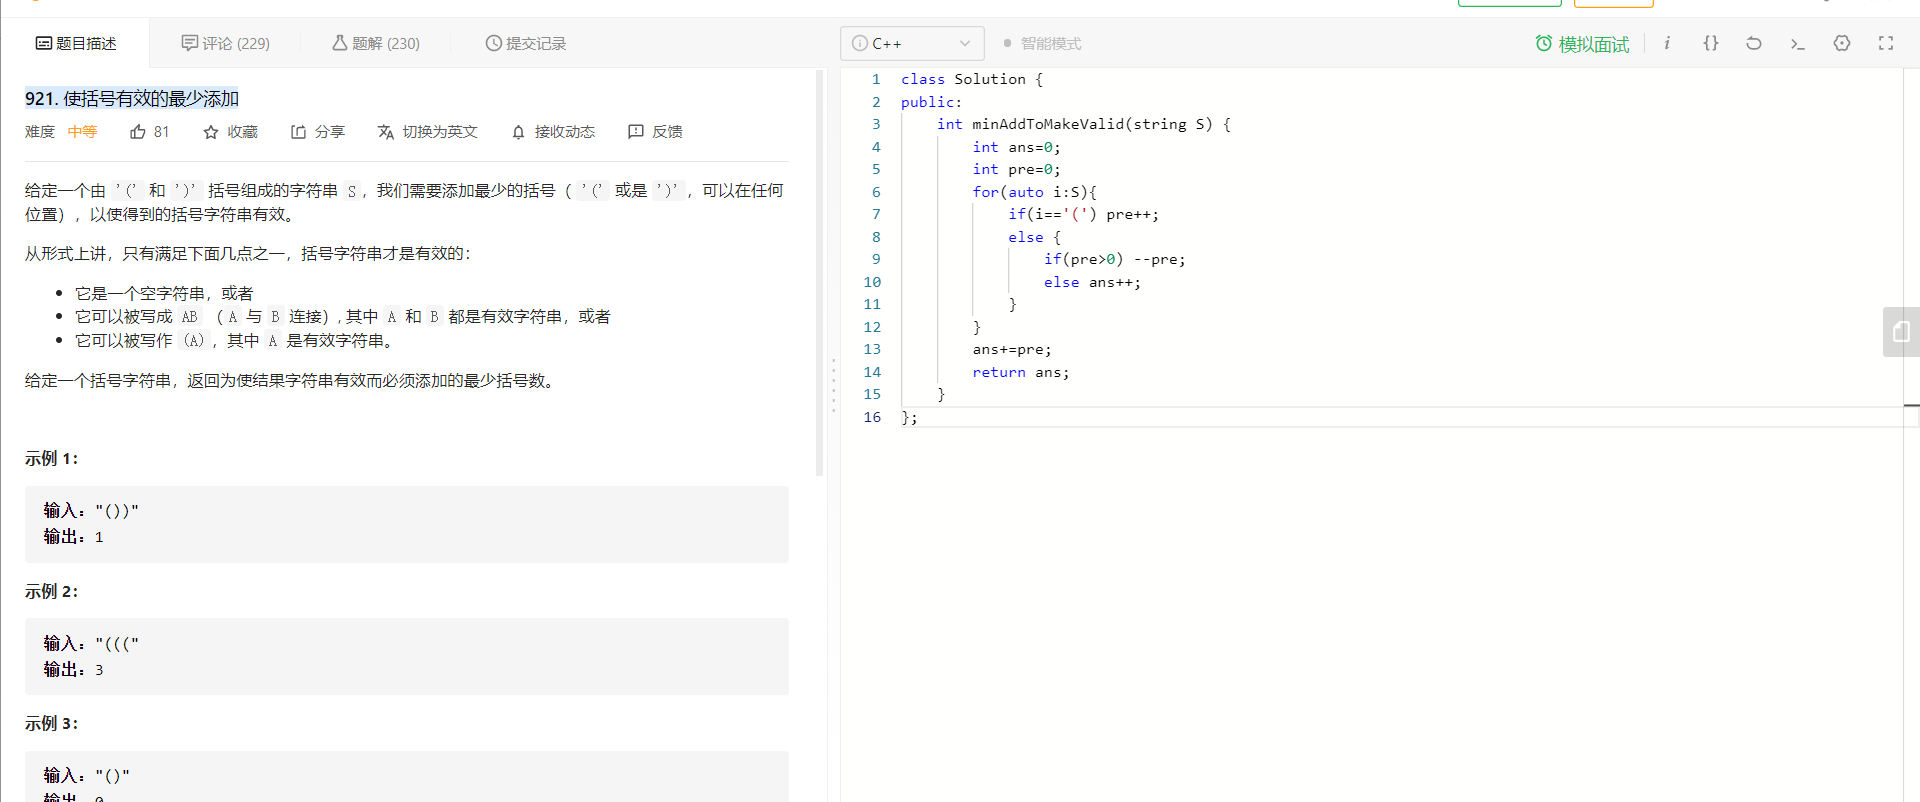 题目描述
评论 (229)
题解 (230)
提交记录
921. 使括号有效的最少添加
难度 中等 81 收藏 分享 切换为英文 接收动态 反馈
给定一个由 '(' 和 ')' 括号组成的字符串 S，我们需要添加最少的括号（ '(' 或是 ')'，可以在任何
位置），以使得到的括号字符串有效。
从形式上讲，只有满足下面几点之一，括号字符串才是有效的：
• 它是一个空字符串，或者
• 它可以被写成 AB （A 与 B 连接）, 其中 A 和 B 都是有效字符串，或者
• 它可以被写作 (A)，其中 A 是有效字符串。
给定一个括号字符串，返回为使结果字符串有效而必须添加的最少括号数。
示例 1：
输入："())"
输出：1
示例 2：
输入："((("
输出：3
示例 3：
输入："()"
输出：0
C++
智能模式
模拟面试
1 class Solution {
2 public:
3 int minAddToMakeValid(string S) {
4 int ans=0;
5 int pre=0;
6 for(auto i:S){
7 if(i=='(') pre++;
8 else {
9 if(pre>0) --pre;
10 else ans++;
11 }
12 }
13 ans+=pre;
14 return ans;
15 }
16 };